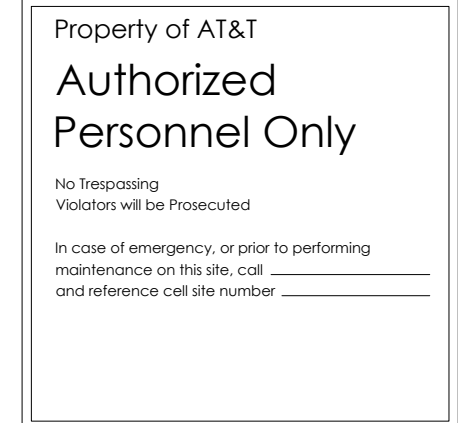 Property of AT&T
Authorized
Personnel Only
No Trespassing
Violators will be Prosecuted
In case of emergency, or prior to performing
maintenance on this site, call
and reference cell site number